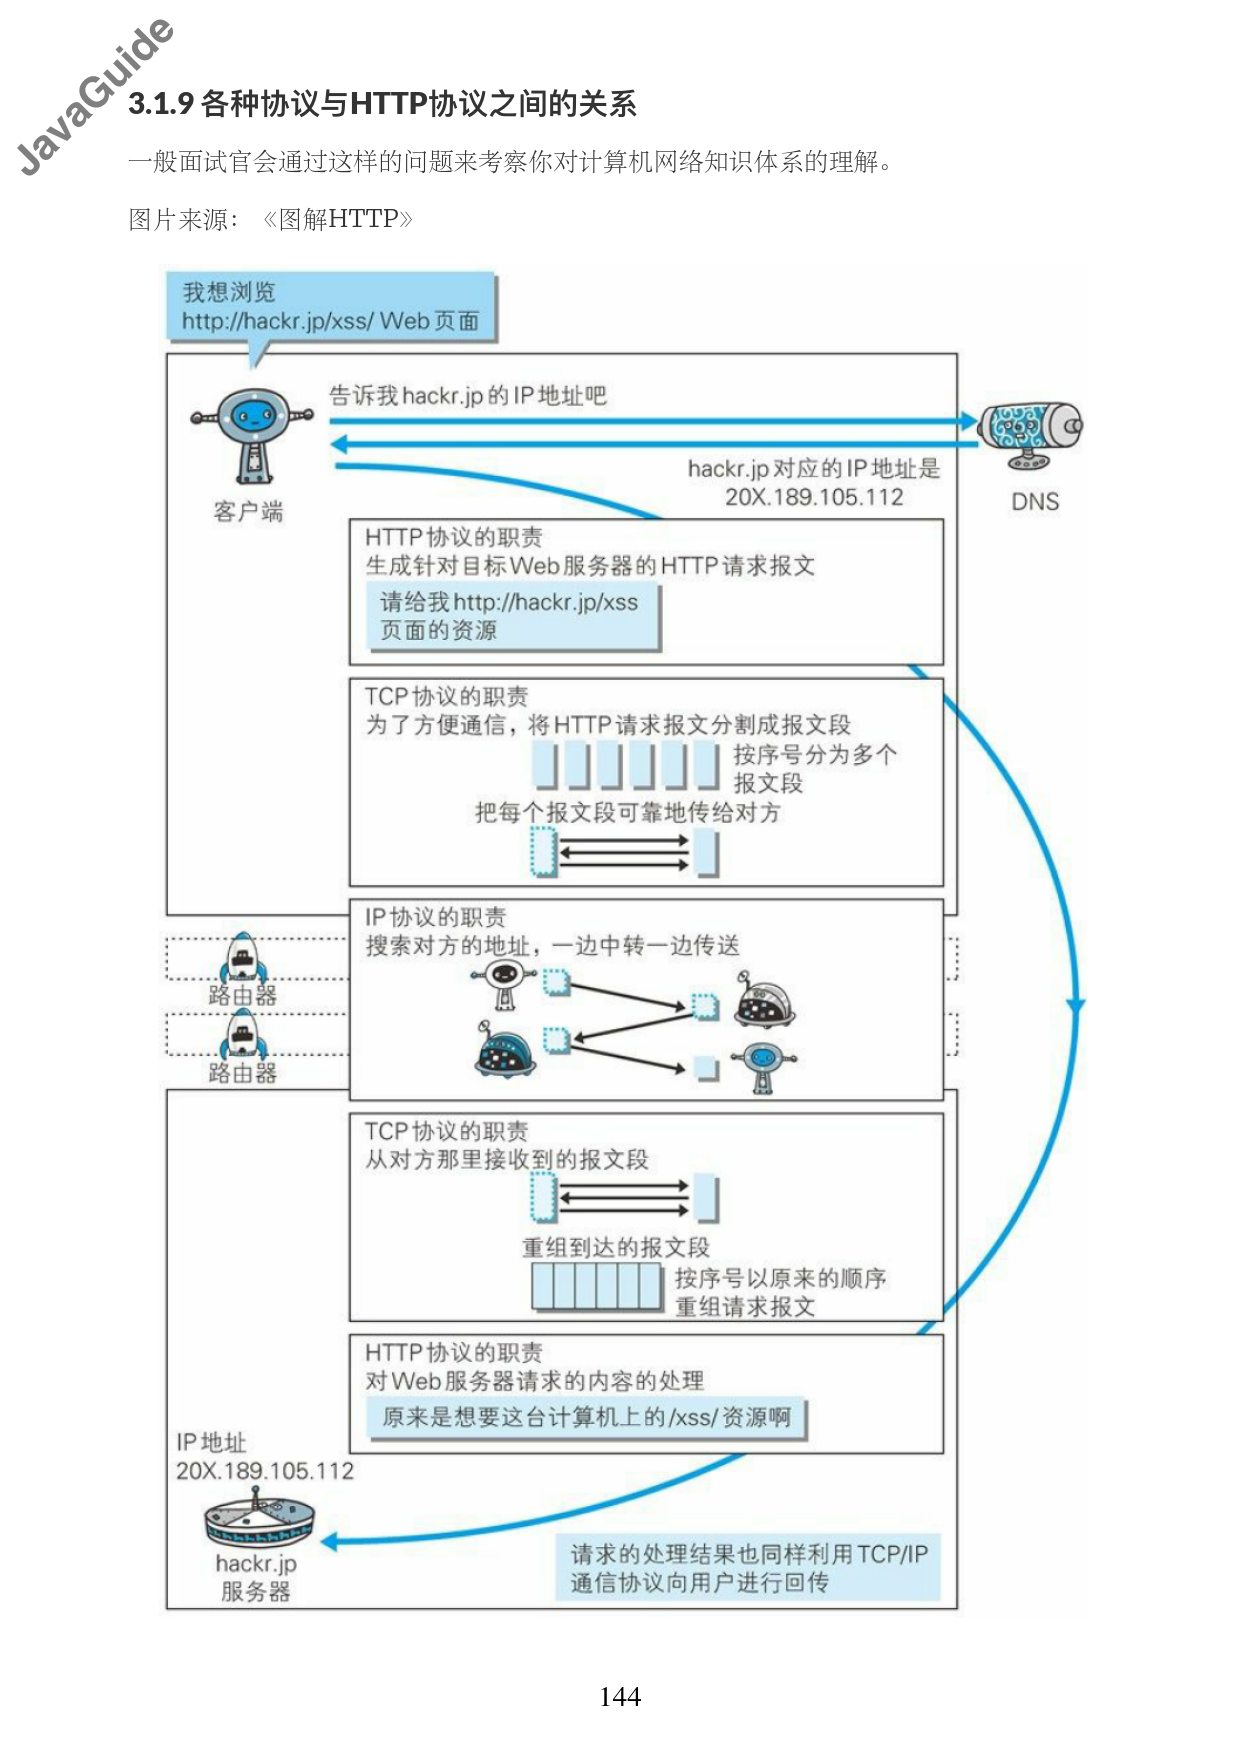 JavaGuide
3.1.9 各种协议与HTTP协议之间的关系
一般面试官会通过这样的问题来考察你对计算机网络知识体系的理解。
图片来源：《图解HTTP》
我想浏览
http://hackr.jp/xss/ Web页面
告诉我hackr.jp的IP地址吧
hackr.jp对应的IP地址是
20X.189.105.112
客户端
DNS
HTTP协议的职责
生成针对目标Web服务器的HTTP请求报文
请给我http://hackr.jp/xss
页面的资源
TCP协议的职责
为了方便通信，将HTTP请求报文分割成报文段
按序号分为多个
报文段
把每个报文段可靠地传给对方
IP协议的职责
搜索对方的地址，一边中转一边传送
路由器
路由器
TCP协议的职责
从对方那里接收到的报文段
重组到达的报文段
按序号以原来的顺序
重组请求报文
HTTP协议的职责
对Web服务器请求的内容的处理
原来是想要这台计算机上的/xss/资源啊
IP地址
20X.189.105.112
hackr.jp
服务器
请求的处理结果也同样利用TCP/IP
通信协议向用户进行回传
144